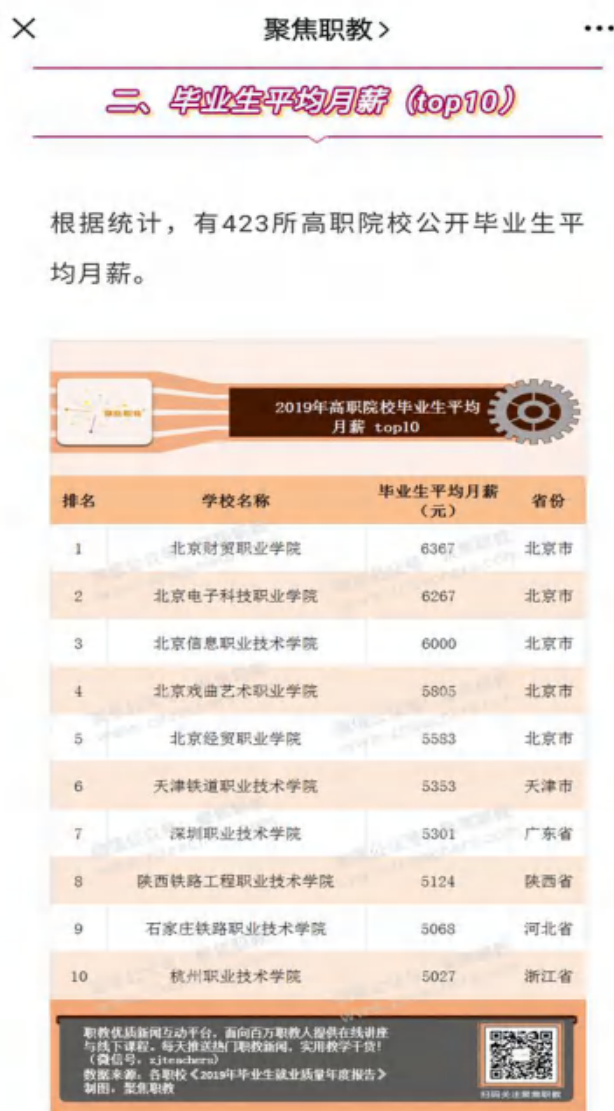 聚焦职教>
二、毕业生平均月薪（top10）
根据统计，有423所高职院校公开毕业生平
均月薪。
聚焦职教
2019年高职院校毕业生平均
月薪 top10
排名 学校名称 毕业生平均月薪（元） 省份
1 北京财贸职业学院 6367 北京市
2 北京电子科技职业学院 6267 北京市
3 北京信息职业技术学院 6000 北京市
4 北京戏曲艺术职业学院 5805 北京市
5 北京经贸职业学院 5583 北京市
6 天津铁道职业技术学院 5353 天津市
7 深圳职业技术学院 5301 广东省
8 陕西铁路工程职业技术学院 5124 陕西省
9 石家庄铁路职业技术学院 5068 河北省
10 杭州职业技术学院 5027 浙江省
职教优质新闻互动平台，面向百万职教人提供在线讲座
与线下课程，每天推送热门职教新闻，实用教学干货！
（微信号：zjteachers）
数据来源：各职校《2019年毕业生就业质量年度报告》
制图：聚焦职教
扫码关注聚焦职教